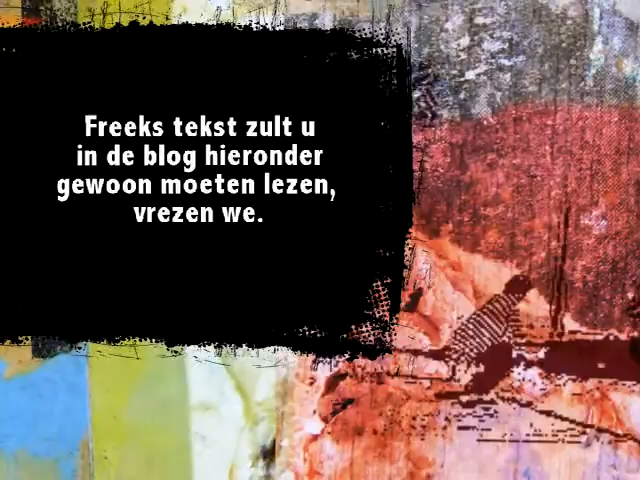 Freeks tekst zult u
in de blog hieronder
gewoon moeten lezen,
vrezen we.